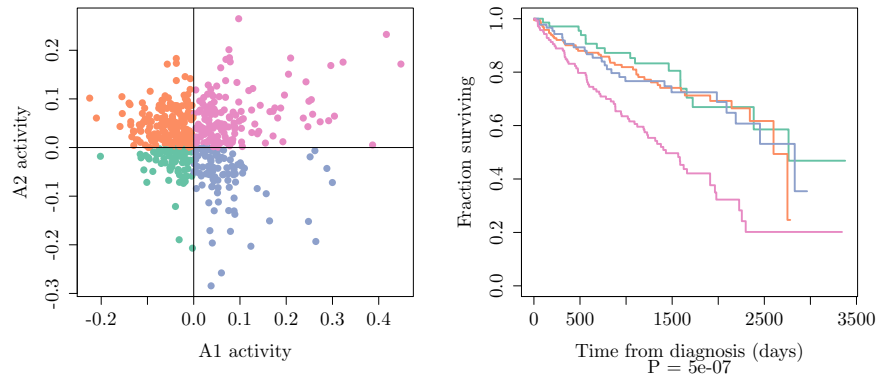 0.2
0.1
0.0
-0.1
-0.2
-0.3
A2 activity
-0.2 0.0 0.1 0.2 0.3 0.4
A1 activity
1.0
0.8
0.6
0.4
0.2
0.0
Fraction surviving
0 500 1500 2500 3500
Time from diagnosis (days)
P = 5e-07